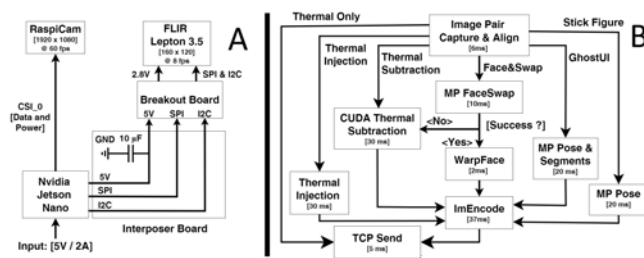 RaspiCam
[1920 x 1080]
@ 60 fps
FLIR
Lepton 3.5
[160 x 120]
@ 8 fps
A
2.8V
SPI & I2C
CSI_0
[Data and
Power]
Breakout Board
5V SPI I2C
GND
10 µF
Nvidia
Jetson
Nano
5V
SPI
I2C
Interposer Board
Input: [5V / 2A]
B
Thermal Only
Image Pair
Capture & Align
[6ms]
Stick Figure
Thermal
Injection
Thermal
Subtraction
Face&Swap
GhostUI
MP FaceSwap
[10ms]
CUDA Thermal
Subtraction
[30 ms]
<No>
[Success ?]
<Yes>
WarpFace
[2ms]
MP Pose &
Segments
[20 ms]
Thermal
Injection
[30 ms]
ImEncode
[37ms]
MP Pose
[20 ms]
TCP Send
[5 ms]